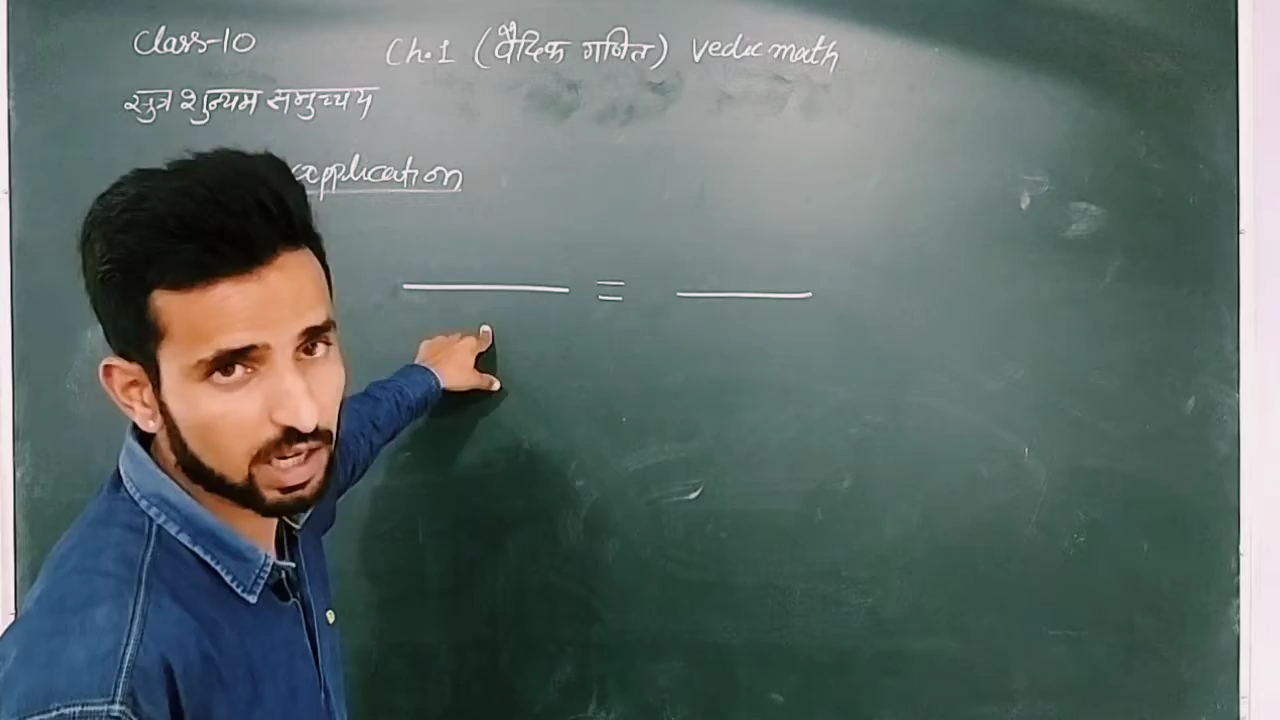 Class-10
Ch.1 (वैदिक गणित) Vedic math
सुत्र शुन्यम समुच्चय
application
=